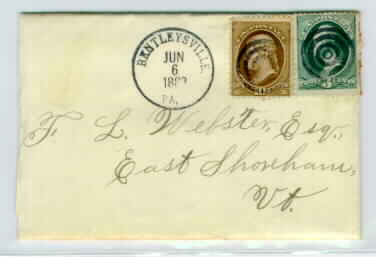 BENTLEYSVILLE,
JUN
6
PA.
F. L. Webster, Esq.,
East Shoreham,
Vt.